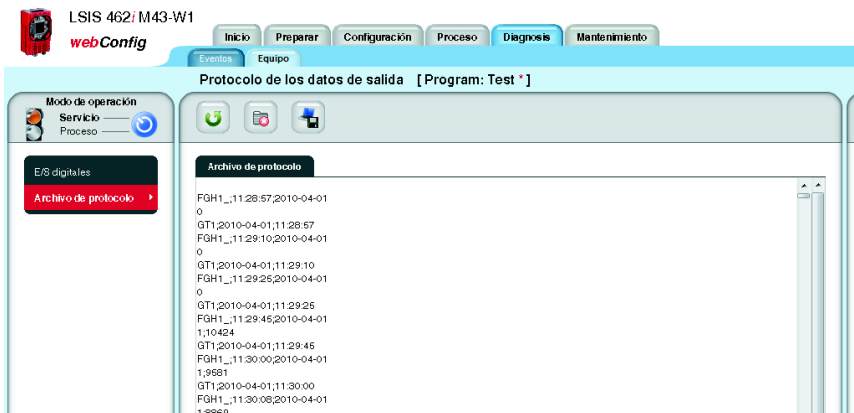 LSIS 462i M43-W1
webConfig
Inicio Preparar Configuración Proceso Diagnosis Mantenimiento
Eventos Equipo
Protocolo de los datos de salida [ Program: Test * ]
Modo de operación
Servicio
Proceso
E/S digitales
Archivo de protocolo
Archivo de protocolo
FGH1_;11:28:57;2010-04-01
0
GT1;2010-04-01;11:28:57
FGH1_;11:29:10;2010-04-01
0
GT1;2010-04-01;11:29:10
FGH1_;11:29:25;2010-04-01
0
GT1;2010-04-01;11:29:25
FGH1_;11:29:45;2010-04-01
1;10424
GT1;2010-04-01;11:29:45
FGH1_;11:30:00;2010-04-01
1;9581
GT1;2010-04-01;11:30:00
FGH1_;11:30:08;2010-04-01
1;8869